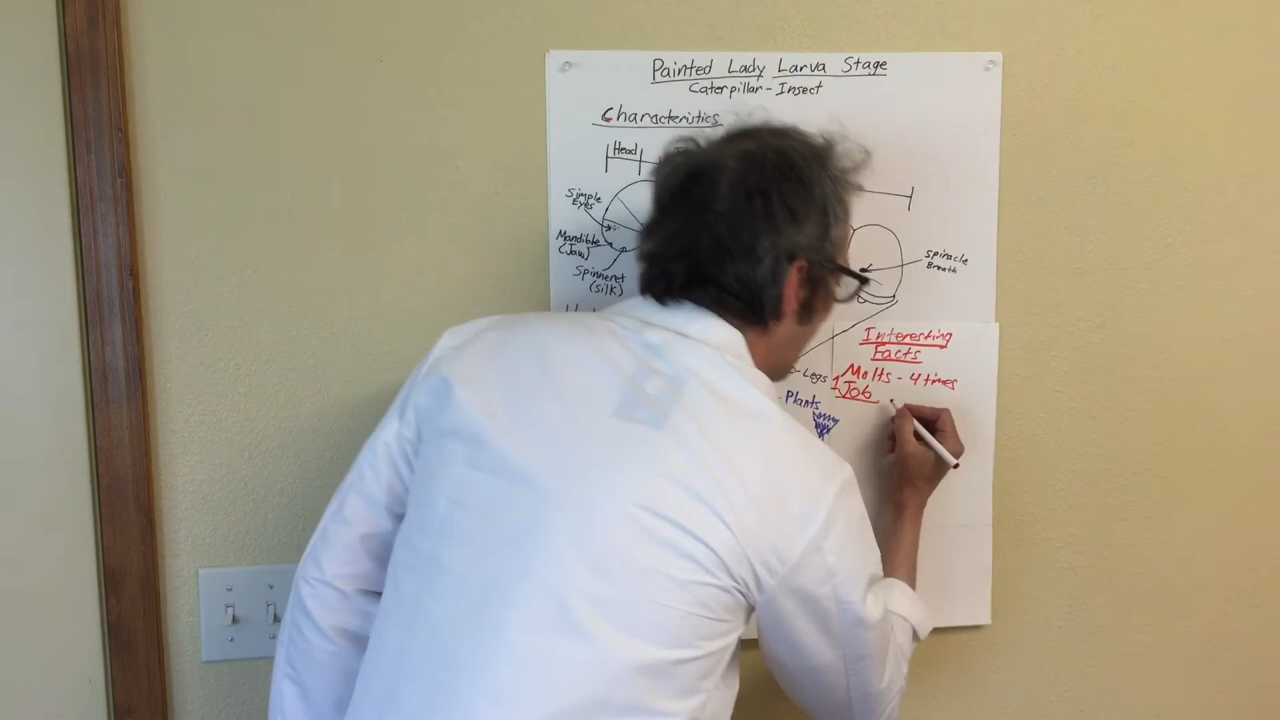 Painted Lady Larva Stage
Caterpillar - Insect
Characteristics
Head
Simple
Eyes
Mandible
(Jaw)
Spinneret
(silk)
Spiracle
Breath
Legs
Plants
Interesting
Facts
Molts - 4 times
1 Job